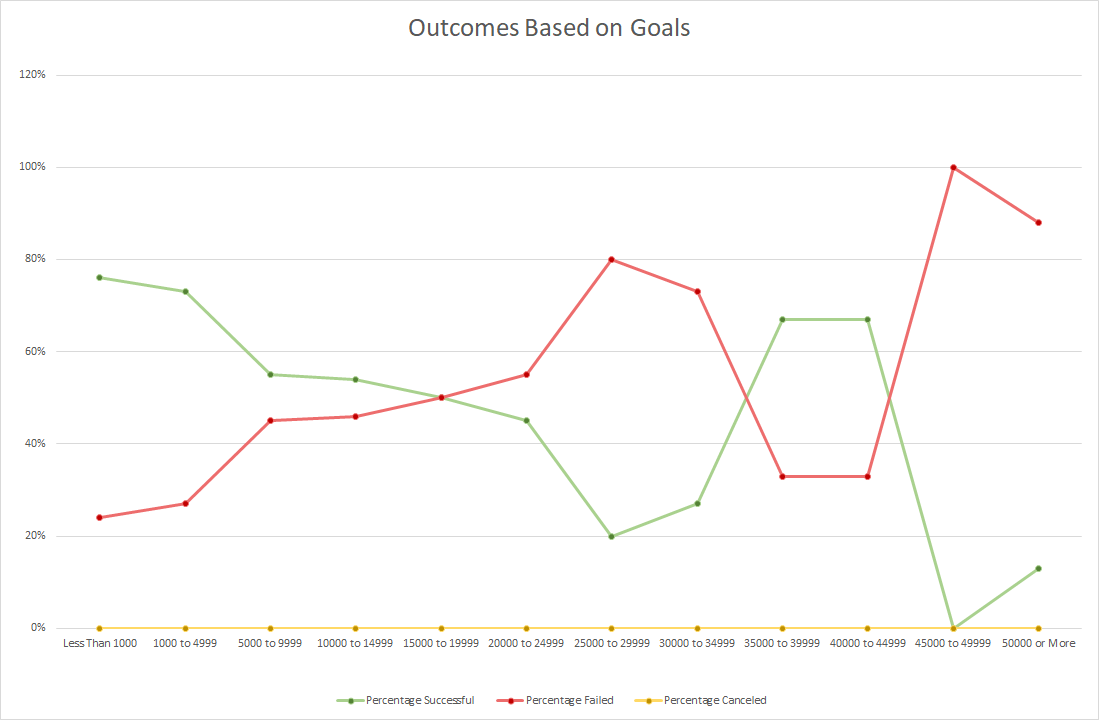 Outcomes Based on Goals
120%
100%
80%
60%
40%
20%
0%
Less Than 1000 1000 to 4999 5000 to 9999 10000 to 14999 15000 to 19999 20000 to 24999 25000 to 29999 30000 to 34999 35000 to 39999 40000 to 44999 45000 to 49999 50000 or More
Percentage Successful Percentage Failed Percentage Canceled